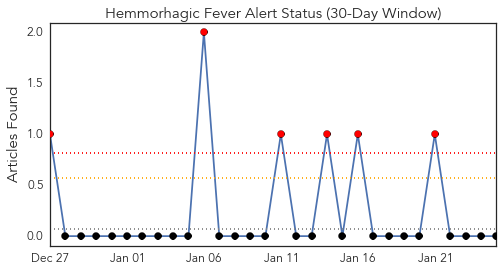 Hemmorhagic Fever Alert Status (30-Day Window)
Articles Found
2.0
1.5
1.0
0.5
0.0
Dec 27 Jan 01 Jan 06 Jan 11 Jan 16 Jan 21